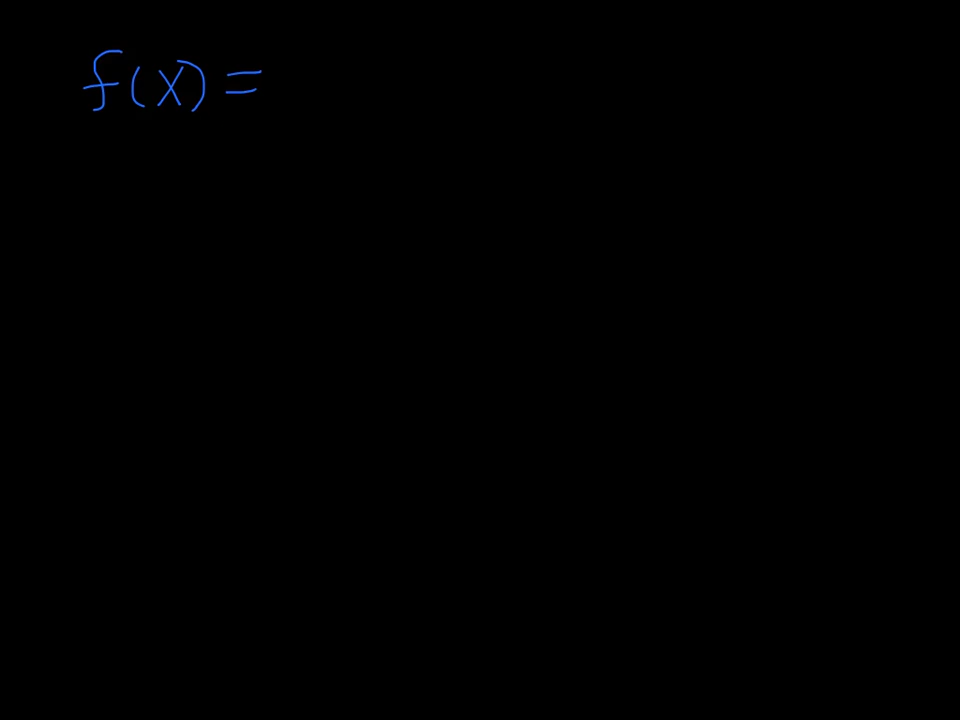 f(x) =